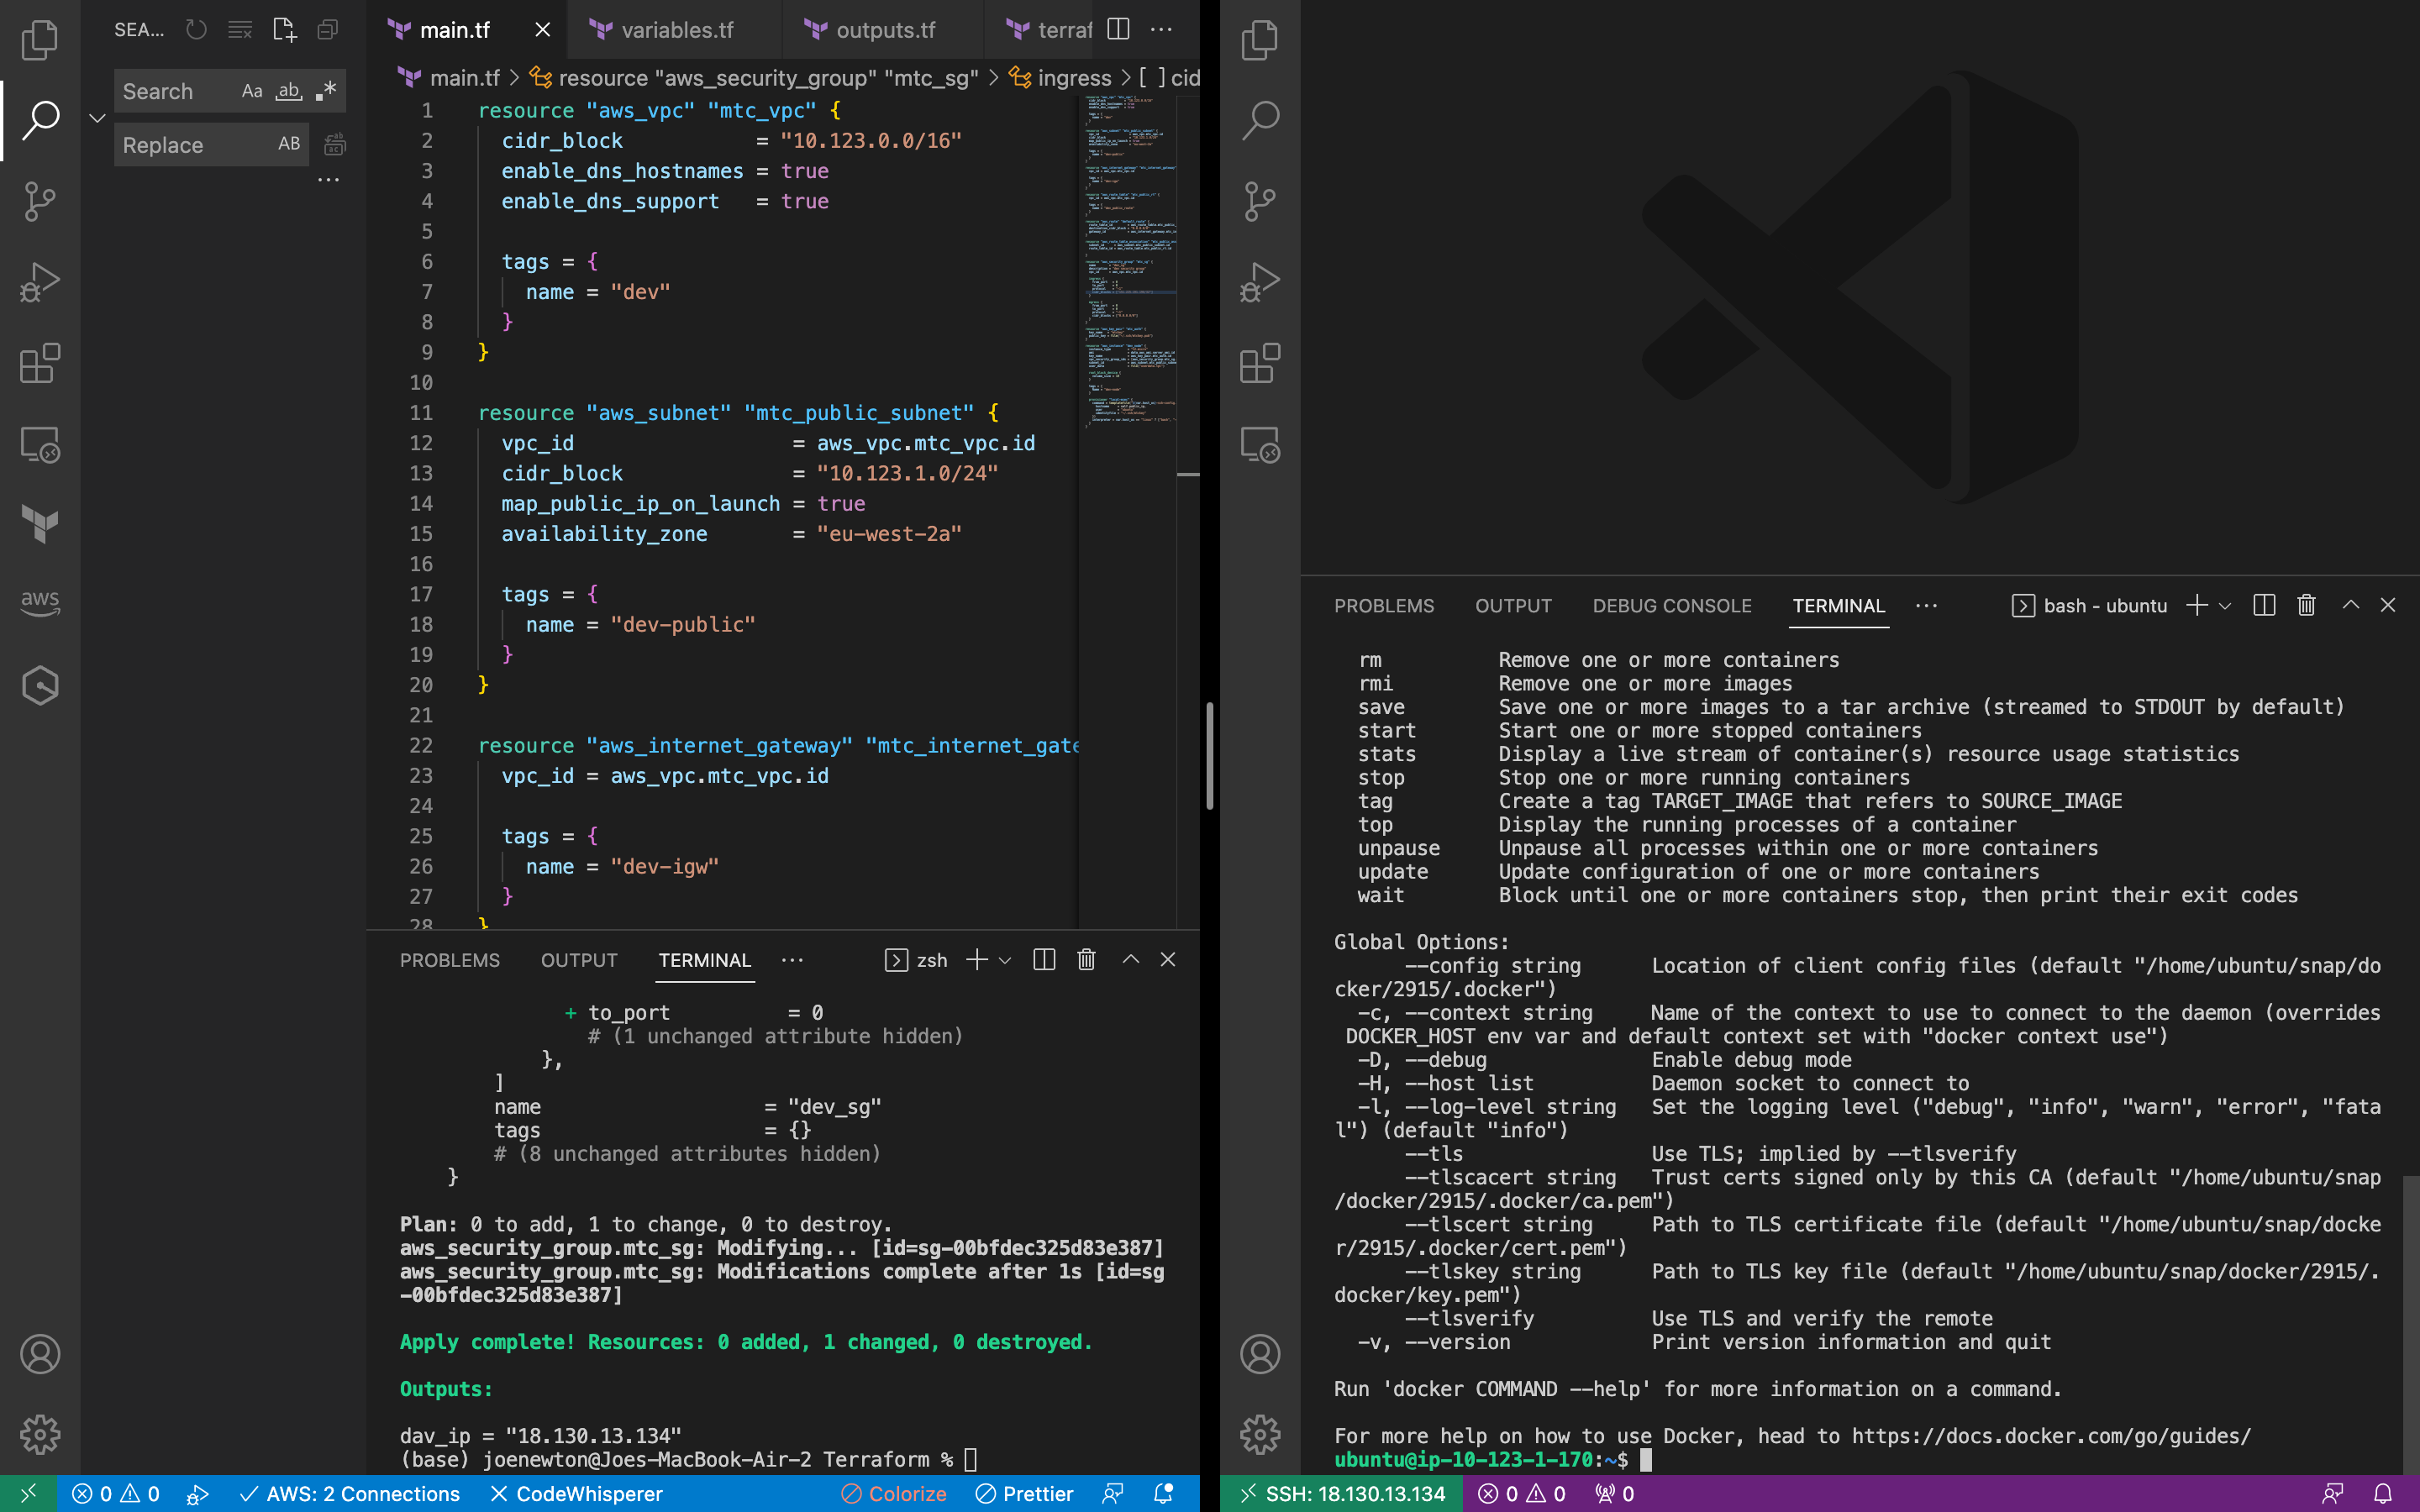 SEA...
Search Aa ab
Replace AB
main.tf variables.tf outputs.tf terraf
main.tf > resource "aws_security_group" "mtc_sg" > ingress > [ ] cid
1 resource "aws_vpc" "mtc_vpc" {
2 cidr_block = "10.123.0.0/16"
3 enable_dns_hostnames = true
4 enable_dns_support = true
5
6 tags = {
7 name = "dev"
8 }
9 }
10
11 resource "aws_subnet" "mtc_public_subnet" {
12 vpc_id = aws_vpc.mtc_vpc.id
13 cidr_block = "10.123.1.0/24"
14 map_public_ip_on_launch = true
15 availability_zone = "eu-west-2a"
16
17 tags = {
18 name = "dev-public"
19 }
20 }
21
22 resource "aws_internet_gateway" "mtc_internet_gate
23 vpc_id = aws_vpc.mtc_vpc.id
24
25 tags = {
26 name = "dev-igw"
27 }
28 }
aws
PROBLEMS OUTPUT TERMINAL ... zsh
+ to_port = 0
# (1 unchanged attribute hidden)
},
]
name = "dev_sg"
tags = {}
# (8 unchanged attributes hidden)
}
Plan: 0 to add, 1 to change, 0 to destroy.
aws_security_group.mtc_sg: Modifying... [id=sg-00bfdec325d83e387]
aws_security_group.mtc_sg: Modifications complete after 1s [id=sg
-00bfdec325d83e387]
Apply complete! Resources: 0 added, 1 changed, 0 destroyed.
Outputs:
dav_ip = "18.130.13.134"
(base) joenewton@Joes-MacBook-Air-2 Terraform %
0 0 AWS: 2 Connections CodeWhisperer Colorize Prettier
PROBLEMS OUTPUT DEBUG CONSOLE TERMINAL ... bash - ubuntu
rm Remove one or more containers
rmi Remove one or more images
save Save one or more images to a tar archive (streamed to STDOUT by default)
start Start one or more stopped containers
stats Display a live stream of container(s) resource usage statistics
stop Stop one or more running containers
tag Create a tag TARGET_IMAGE that refers to SOURCE_IMAGE
top Display the running processes of a container
unpause Unpause all processes within one or more containers
update Update configuration of one or more containers
wait Block until one or more containers stop, then print their exit codes
Global Options:
--config string Location of client config files (default "/home/ubuntu/snap/do
cker/2915/.docker")
-c, --context string Name of the context to use to connect to the daemon (overrides
DOCKER_HOST env var and default context set with "docker context use")
-D, --debug Enable debug mode
-H, --host list Daemon socket to connect to
-l, --log-level string Set the logging level ("debug", "info", "warn", "error", "fata
l") (default "info")
--tls Use TLS; implied by --tlsverify
--tlscacert string Trust certs signed only by this CA (default "/home/ubuntu/snap
/docker/2915/.docker/ca.pem")
--tlscert string Path to TLS certificate file (default "/home/ubuntu/snap/docke
r/2915/.docker/cert.pem")
--tlskey string Path to TLS key file (default "/home/ubuntu/snap/docker/2915/.
docker/key.pem")
--tlsverify Use TLS and verify the remote
-v, --version Print version information and quit
Run 'docker COMMAND --help' for more information on a command.
For more help on how to use Docker, head to https://docs.docker.com/go/guides/
ubuntu@ip-10-123-1-170:~$
SSH: 18.130.13.134 0 0 0